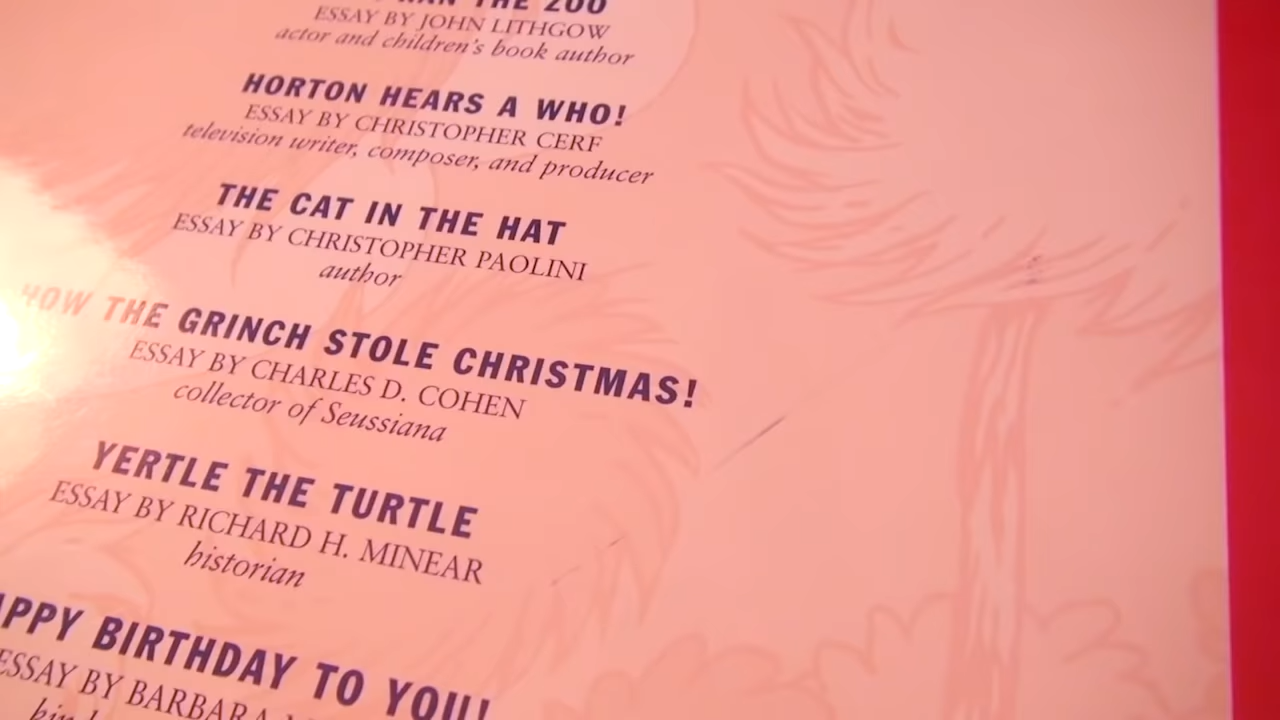 THE ZOO
ESSAY BY JOHN LITHGOW
actor and children's book author
HORTON HEARS A WHO!
ESSAY BY CHRISTOPHER CERF
television writer, composer, and producer
THE CAT IN THE HAT
ESSAY BY CHRISTOPHER PAOLINI
author
HOW THE GRINCH STOLE CHRISTMAS!
ESSAY BY CHARLES D. COHEN
collector of Seussiana
YERTLE THE TURTLE
ESSAY BY RICHARD H. MINEAR
historian
APPY BIRTHDAY TO YOU!
ESSAY BY BARBARA